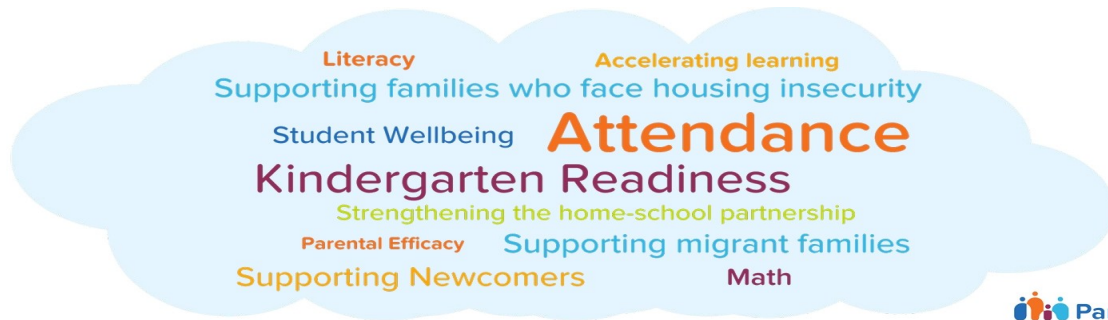 Literacy Accelerating learning
Supporting families who face housing insecurity
Student Wellbeing Attendance
Kindergarten Readiness
Strengthening the home-school partnership
Parental Efficacy Supporting migrant families
Supporting Newcomers Math
Pa